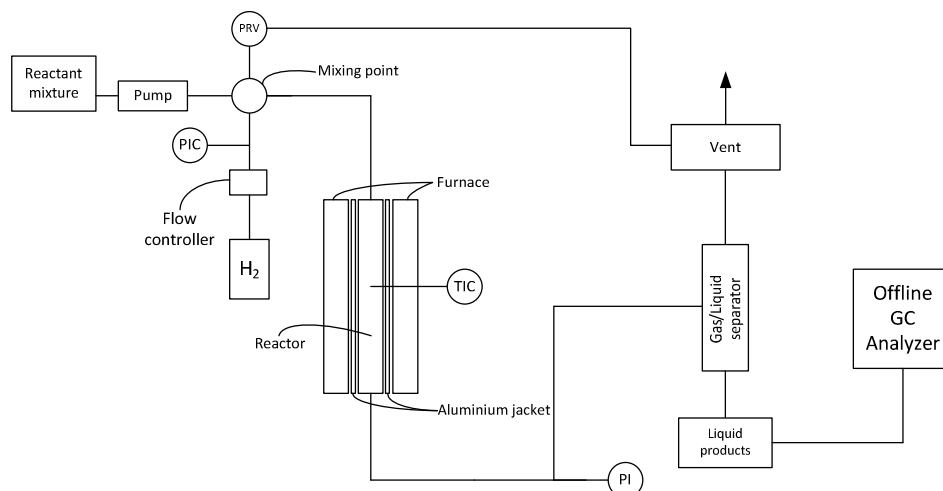 PRV
Reactant
mixture
Pump
Mixing point
PIC
Flow
controller
H₂
Furnace
TIC
Reactor
Aluminium jacket
PI
Vent
Gas/Liquid
separator
Liquid
products
Offline
GC
Analyzer